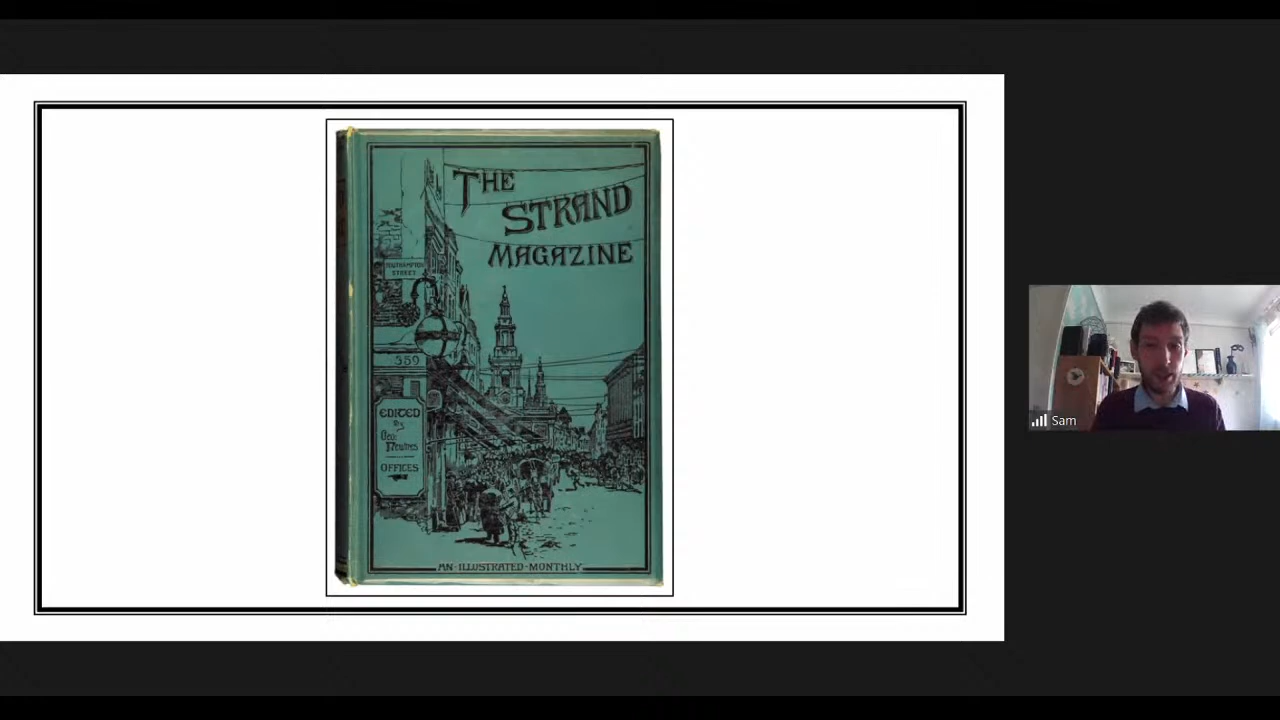 THE
STRAND
MAGAZINE
SOUTHAMPTON
STREET
359
EDITED
By
Geo: Newnes
OFFICES
AN·ILLUSTRATED·MONTHLY
Sam